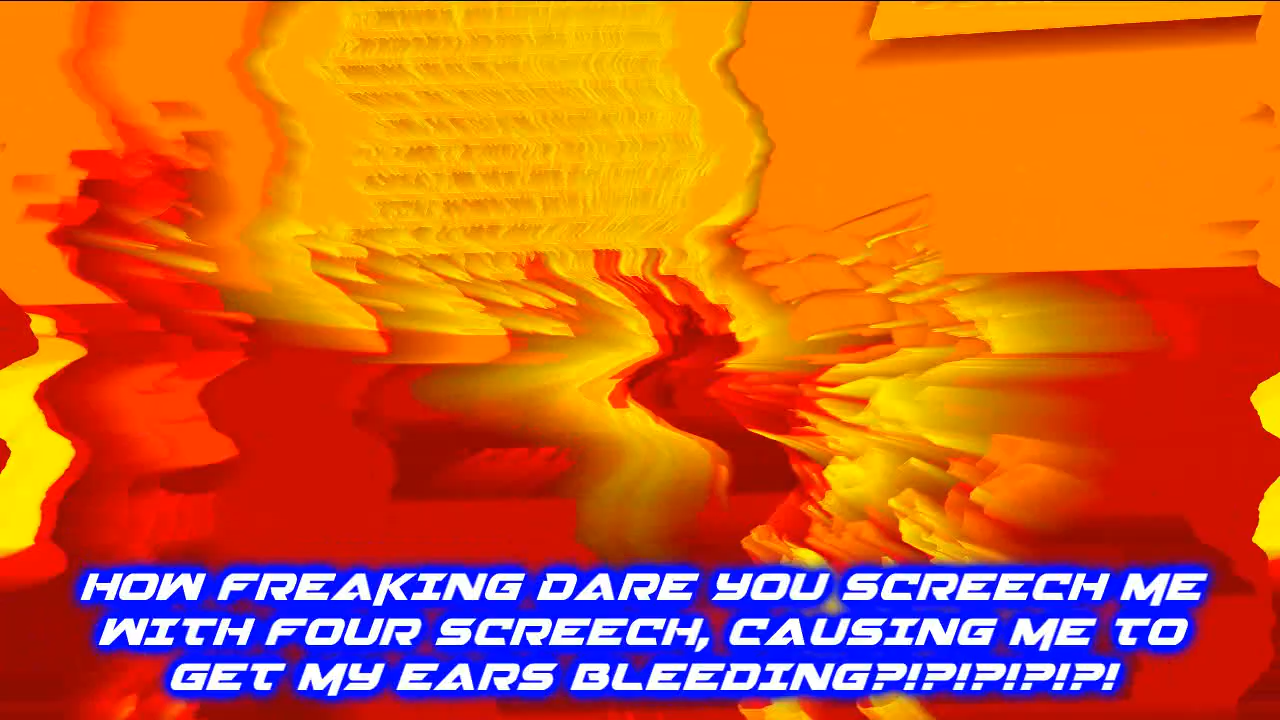 HOW FREAKING DARE YOU SCREECH ME
WITH FOUR SCREECH, CAUSING ME TO
GET MY EARS BLEEDING?!?!?!?!?!